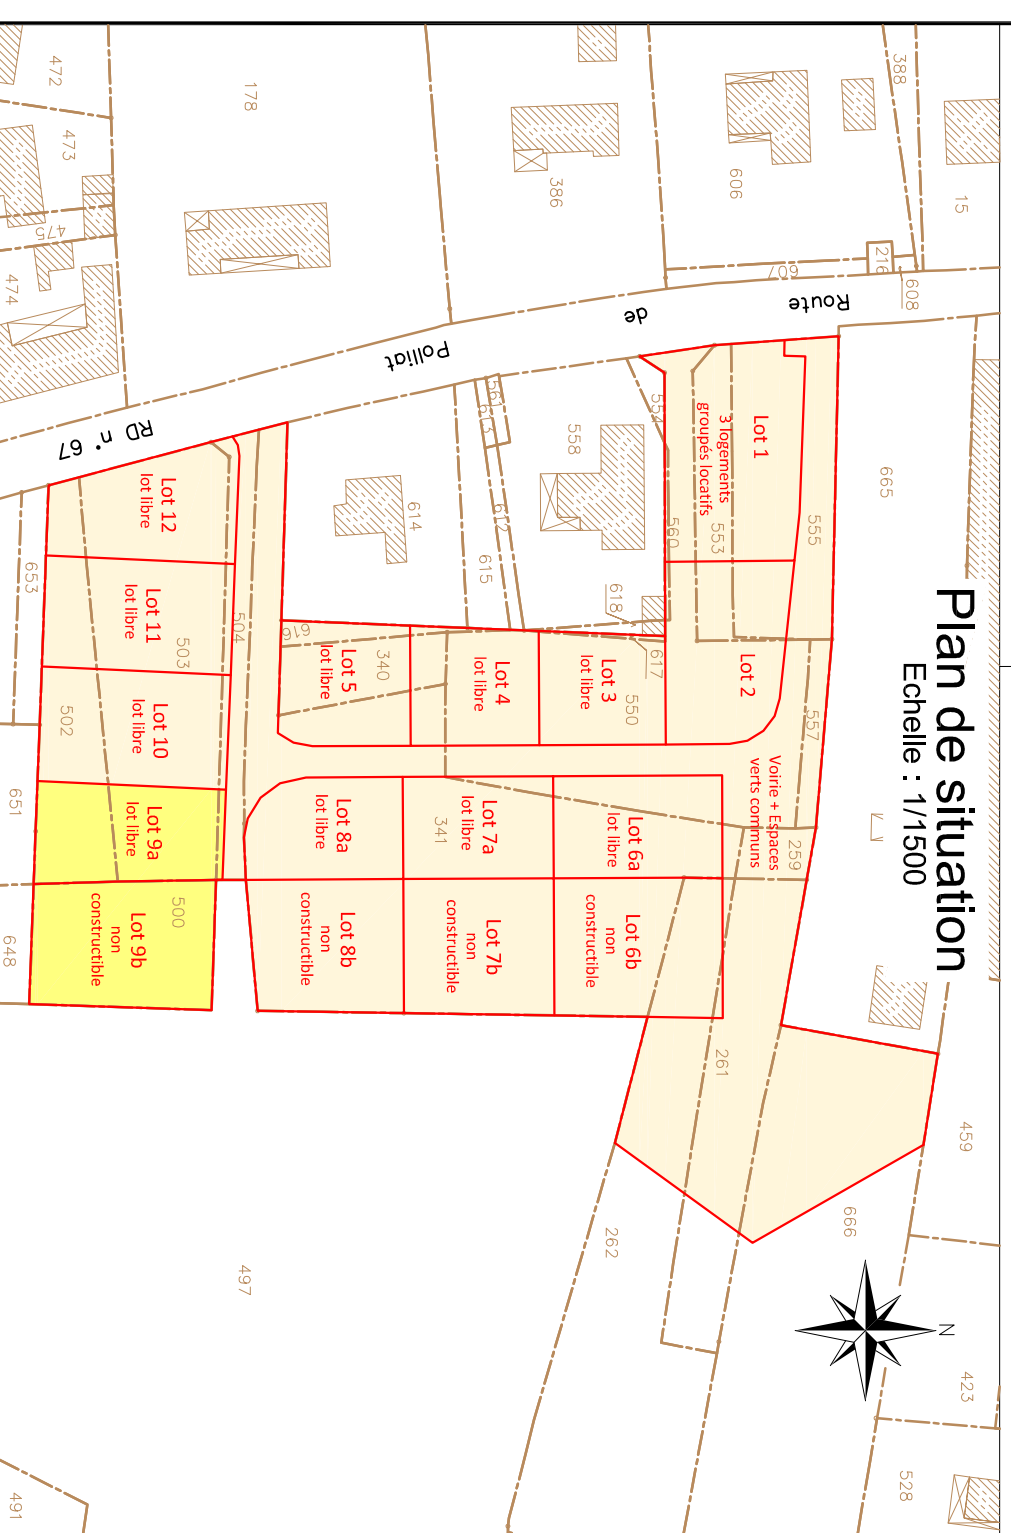 Plan de situation
Echelle : 1/1500
N
Route
de
Polliat
RD n° 67
Lot 1
3 logements
groupés locatifs
Lot 2
Lot 3
lot libre
Lot 4
lot libre
Lot 5
lot libre
Voirie + Espaces
verts communs
Lot 6a
lot libre
Lot 6b
non
constructible
Lot 7a
lot libre
Lot 7b
non
constructible
Lot 8a
lot libre
Lot 8b
non
constructible
Lot 9a
lot libre
Lot 9b
non
constructible
Lot 10
lot libre
Lot 11
lot libre
Lot 12
lot libre
472
473
475
474
178
386
606
388
15
216
607
608
665
555
553
554
560
558
561
613
612
614
615
618
617
616
340
550
557
259
341
504
503
502
500
653
651
648
261
262
666
459
423
528
497
491